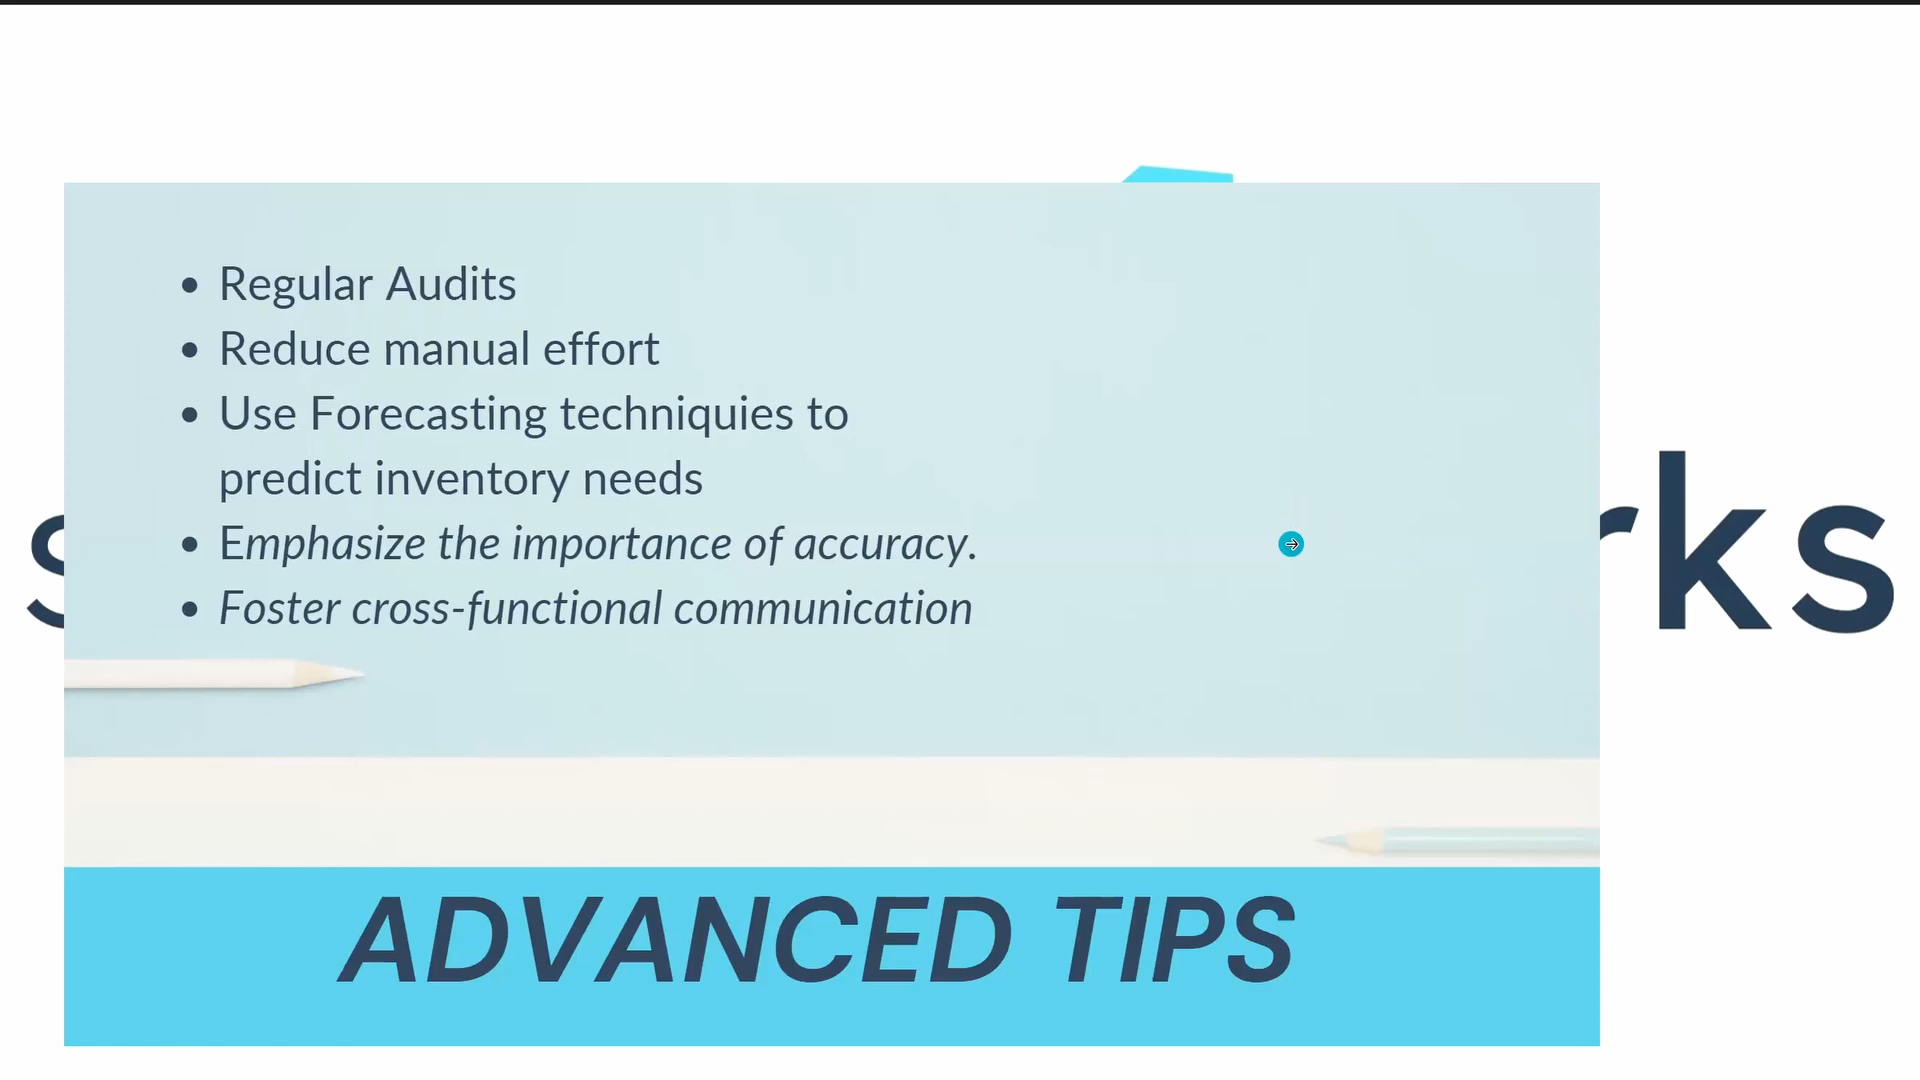 • Regular Audits
• Reduce manual effort
• Use Forecasting techniquies to
predict inventory needs
• Emphasize the importance of accuracy.
• Foster cross-functional communication
s rks
ADVANCED TIPS